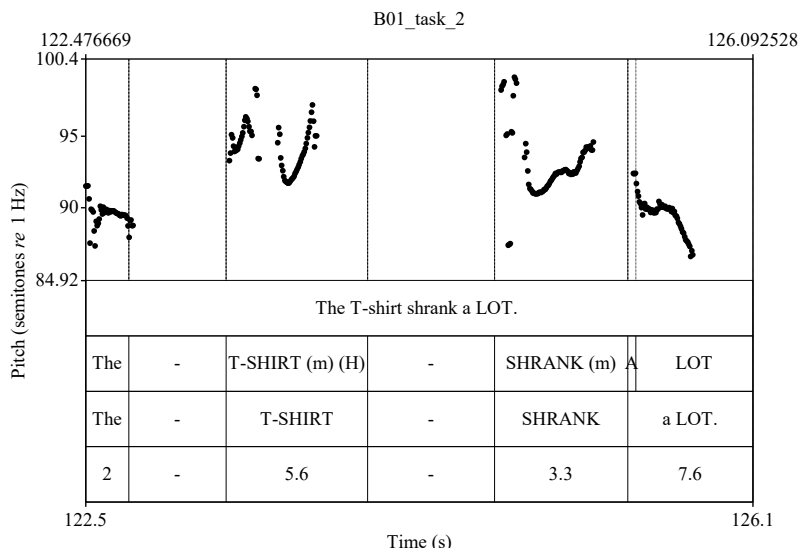 B01_task_2
122.476669 126.092528
100.4
95
90
84.92
Pitch (semitones re 1 Hz)
The T-shirt shrank a LOT.
The - T-SHIRT (m) (H) - SHRANK (m) A LOT
The - T-SHIRT - SHRANK a LOT.
2 - 5.6 - 3.3 7.6
122.5 126.1
Time (s)